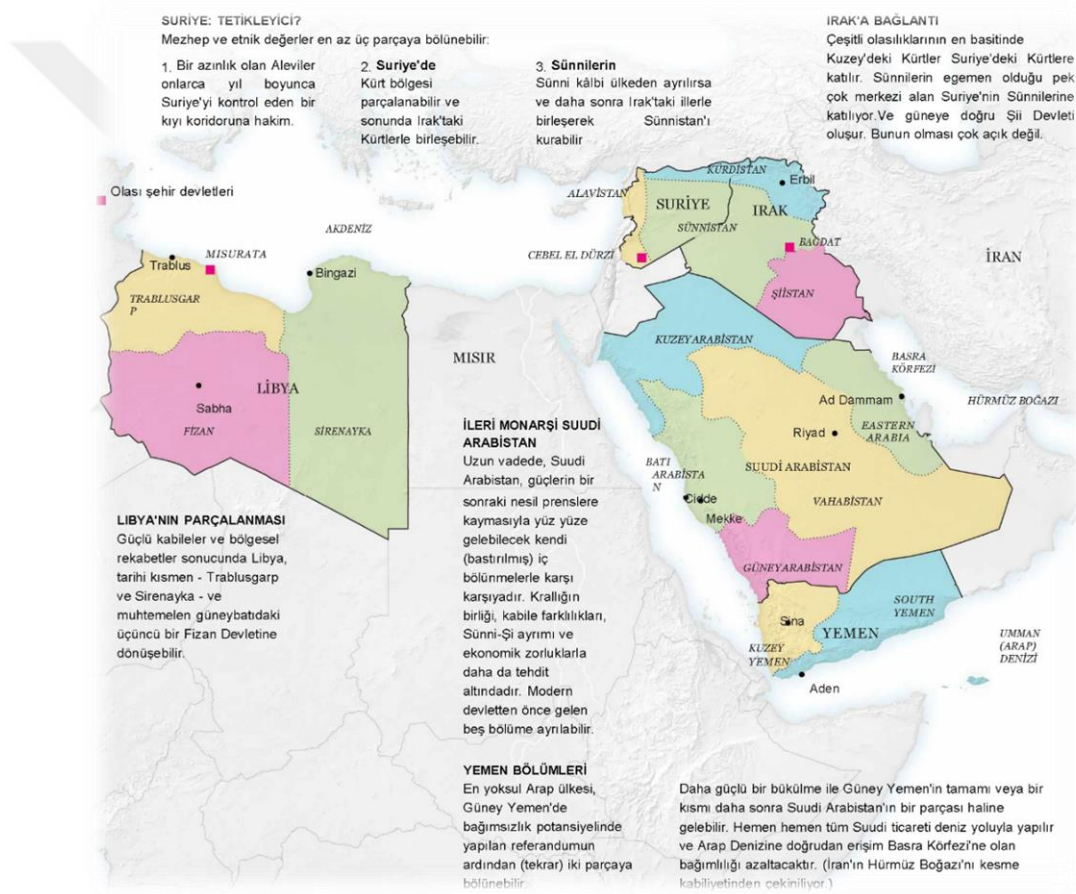 SURİYE: TETİKLEYİCİ?
Mezhep ve etnik değerler en az üç parçaya bölünebilir:
1. Bir azınlık olan Aleviler
onlarca yıl boyunca
Suriye'yi kontrol eden bir
kıyı koridoruna hakim.
2. Suriye'de
Kürt bölgesi
parçalanabilir ve
sonunda Irak'taki
Kürtlerle birleşebilir.
3. Sünnilerin
Sünni kâlbi ülkeden ayrılırsa
ve daha sonra Irak'taki illerle
birleşerek Sünnistan'ı
kurabilir
IRAK'A BAĞLANTI
Çeşitli olasılıklarının en basitinde
Kuzey'deki Kürtler Suriye'deki Kürtlere
katılır. Sünnilerin egemen olduğu pek
çok merkezi alan Suriye'nin Sünnilerine
katılıyor.Ve güneye doğru Şii Devleti
oluşur. Bunun olması çok açık değil.
Olası şehir devletleri
AKDENİZ
ALAVİSTAN
KÜRDİSTAN
Erbil
SURİYE
IRAK
SÜNNİSTAN
CEBEL EL DÜRZİ
BAĞDAT
İRAN
ŞİİSTAN
Trablus
MISURATA
Bingazi
TRABLUSGAR
P
LİBYA
Sabha
FİZAN
SİRENAYKA
MISIR
KUZEYARABİSTAN
BASRA
KÖRFEZİ
HÜRMÜZ BOĞAZI
Ad Dammam
EASTERN
ARABIA
Riyad
SUUDİ ARABİSTAN
BATI
ARABİSTA
N
Cidde
Mekke
VAHABİSTAN
GÜNEYARABİSTAN
SOUTH
YEMEN
Sina
YEMEN
KUZEY
YEMEN
Aden
UMMAN
(ARAP)
DENİZİ
LIBYA'NIN PARÇALANMASI
Güçlü kabileler ve bölgesel
rekabetler sonucunda Libya,
tarihi kısmen - Trablusgarp
ve Sirenayka - ve
muhtemelen güneybatıdaki
üçüncü bir Fizan Devletine
dönüşebilir.
İLERİ MONARŞİ SUUDİ
ARABİSTAN
Uzun vadede, Suudi
Arabistan, güçlerin bir
sonraki nesil prenslere
kaymasıyla yüz yüze
gelebilecek kendi
(bastırılmış) iç
bölünmelerle karşı
karşıyadır. Krallığın
birliği, kabile farklılıkları,
Sünni-Şi ayrımı ve
ekonomik zorluklarla
daha da tehdit
altındadır. Modern
devletten önce gelen
beş bölüme ayrılabilir.
YEMEN BÖLÜMLERİ
En yoksul Arap ülkesi,
Güney Yemen'de
bağımsızlık potansiyelinde
yapılan referandumun
ardından (tekrar) iki parçaya
bölünebilir.
Daha güçlü bir bükülme ile Güney Yemen'in tamamı veya bir
kısmı daha sonra Suudi Arabistan'ın bir parçası haline
gelebilir. Hemen hemen tüm Suudi ticareti deniz yoluyla yapılır
ve Arap Denizine doğrudan erişim Basra Körfezi'ne olan
bağımlılığı azaltacaktır. (İran'ın Hürmüz Boğazı'nı kesme
kabiliyetinden çekiniliyor.)